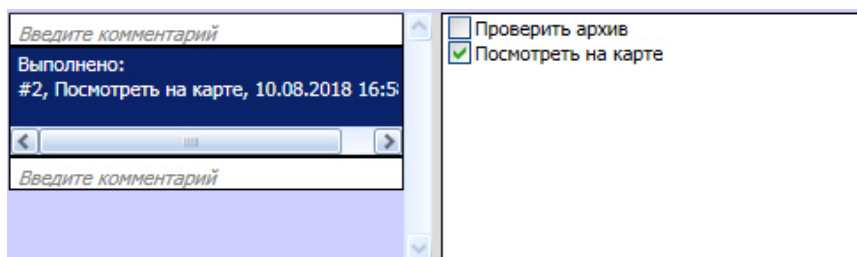 Введите комментарий
Выполнено:
#2, Посмотреть на карте, 10.08.2018 16:5
Введите комментарий
Проверить архив
Посмотреть на карте